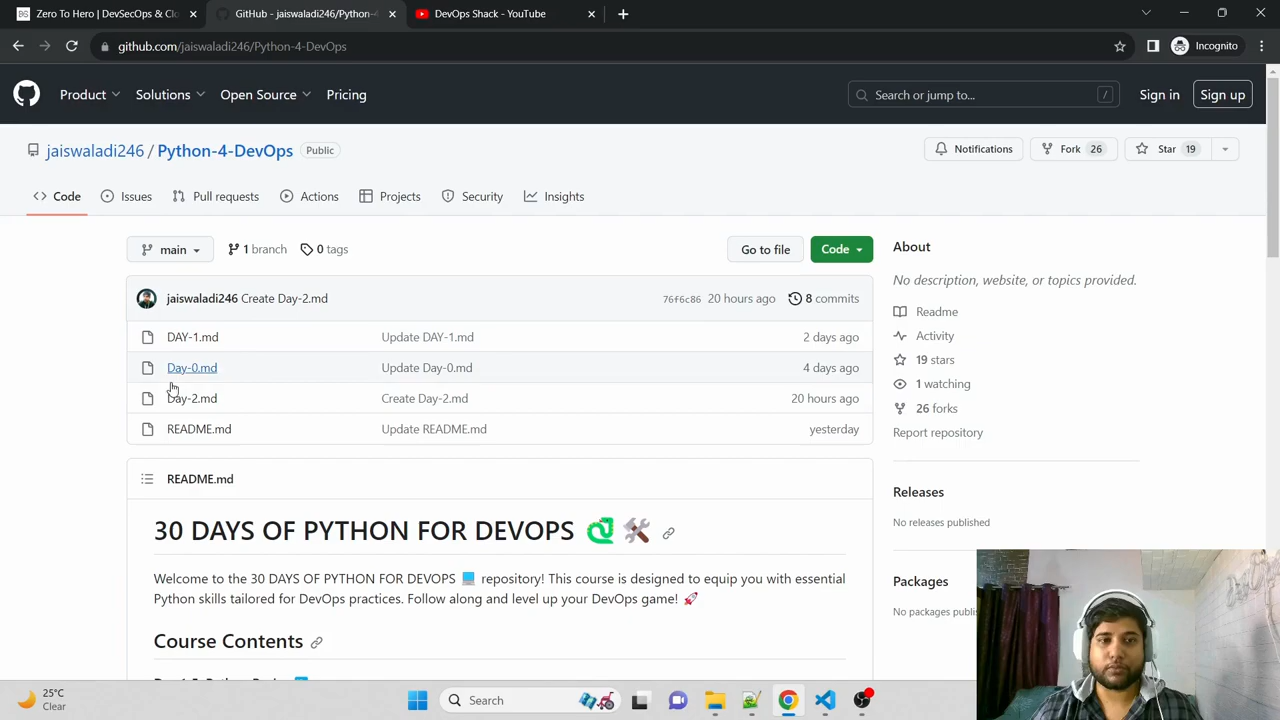 Zero To Hero | DevSecOps & Clo
GitHub - jaiswaladi246/Python-4
DevOps Shack - YouTube
github.com/jaiswaladi246/Python-4-DevOps
Incognito
Product
Solutions
Open Source
Pricing
Search or jump to...
/
Sign in
Sign up
jaiswaladi246 / Python-4-DevOps
Public
Notifications
Fork 26
Star 19
Code
Issues
Pull requests
Actions
Projects
Security
Insights
main
1 branch
0 tags
Go to file
Code
About
No description, website, or topics provided.
jaiswaladi246 Create Day-2.md
76f6c86 20 hours ago
8 commits
DAY-1.md
Update DAY-1.md
2 days ago
Day-0.md
Update Day-0.md
4 days ago
Day-2.md
Create Day-2.md
20 hours ago
README.md
Update README.md
yesterday
Readme
Activity
19 stars
1 watching
26 forks
Report repository
README.md
30 DAYS OF PYTHON FOR DEVOPS
Welcome to the 30 DAYS OF PYTHON FOR DEVOPS 💻 repository! This course is designed to equip you with essential
Python skills tailored for DevOps practices. Follow along and level up your DevOps game! 🚀
Course Contents
Releases
No releases published
Packages
No packages publis
25°C
Clear
Search